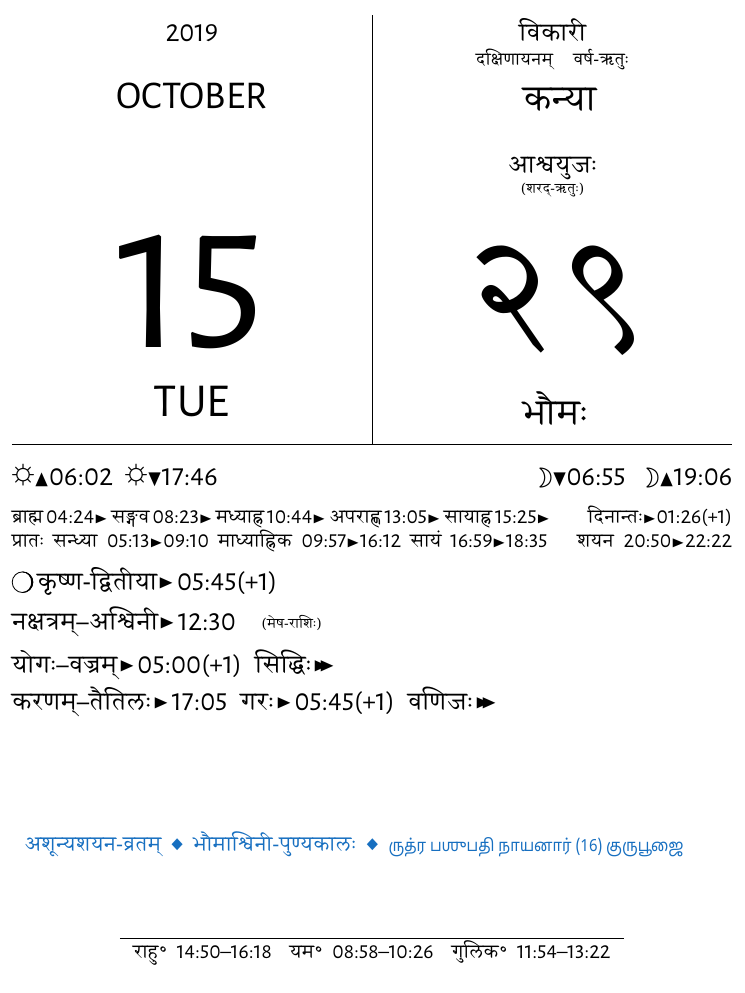 2019
OCTOBER
15
TUE
विकारी
दक्षिणायनम् वर्ष-ऋतुः
कन्या
आश्वयुजः
(शरद्-ऋतुः)
२९
भौमः
☼▲06:02 ☼▼17:46 ☽▼06:55 ☽▲19:06
ब्राह्म 04:24► सङ्गव 08:23► मध्याह्न 10:44► अपराह्ण 13:05► सायाह्न 15:25► दिनान्तः►01:26(+1)
प्रातः सन्ध्या 05:13►09:10 माध्याह्निक 09:57►16:12 सायं 16:59►18:35 शयन 20:50►22:22
❍कृष्ण-द्वितीया►05:45(+1)
नक्षत्रम्–अश्विनी►12:30 (मेष-राशिः)
योगः–वज्रम्►05:00(+1) सिद्धिः►►
करणम्–तैतिलः►17:05 गरः►05:45(+1) वणिजः►►
अशून्यशयन-व्रतम् ◆ भौमाश्विनी-पुण्यकालः ◆ ருத்ர பஶுபதி நாயனார் (16) குருபூஜை
राहु॰ 14:50–16:18 यम॰ 08:58–10:26 गुलिक॰ 11:54–13:22